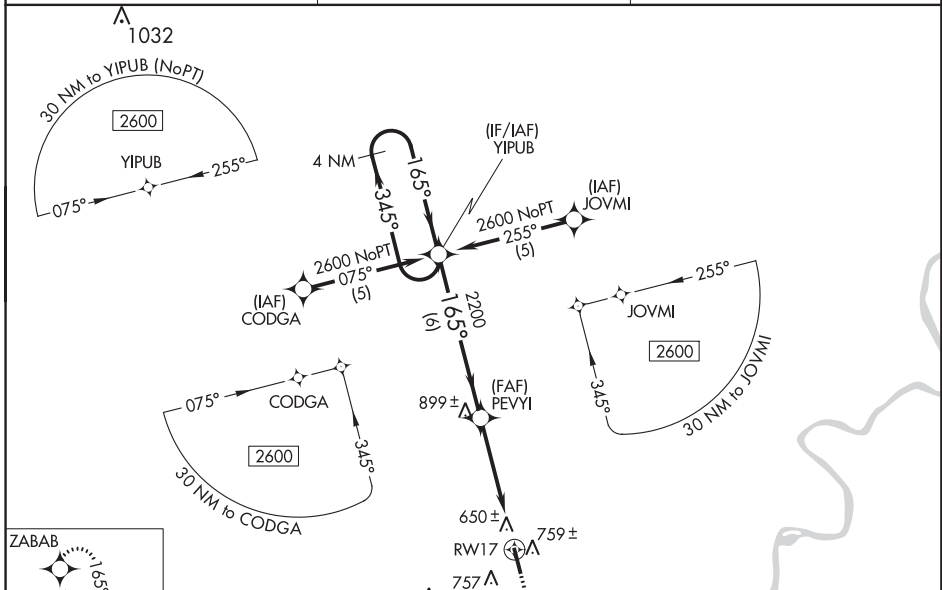 1032
30 NM to YIPUB (NoPT)
2600
YIPUB
075°
255°
4 NM
165°
345°
(IF/IAF)
YIPUB
(IAF)
JOVMI
2600 NoPT
255°
(5)
2600 NoPT
075°
(5)
(IAF)
CODGA
2200
165°
(6)
255°
JOVMI
2600
345°
30 NM to JOVMI
075°
CODGA
345°
2600
30 NM to CODGA
899 ±
(FAF)
PEVYI
650 ±
RW17
759 ±
757
ZABAB
165°